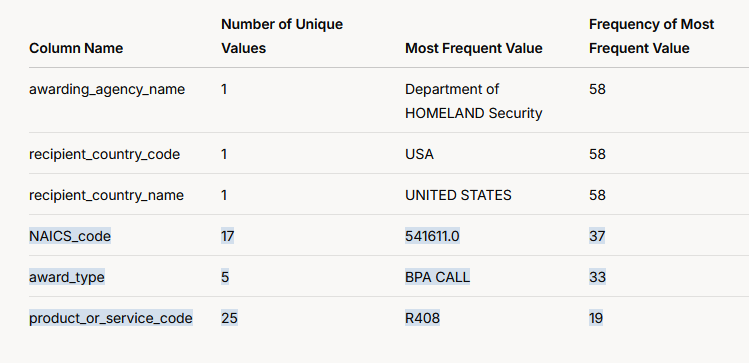 Column Name Number of Unique Values Most Frequent Value Frequency of Most Frequent Value
awarding_agency_name 1 Department of HOMELAND Security 58
recipient_country_code 1 USA 58
recipient_country_name 1 UNITED STATES 58
NAICS_code 17 541611.0 37
award_type 5 BPA CALL 33
product_or_service_code 25 R408 19